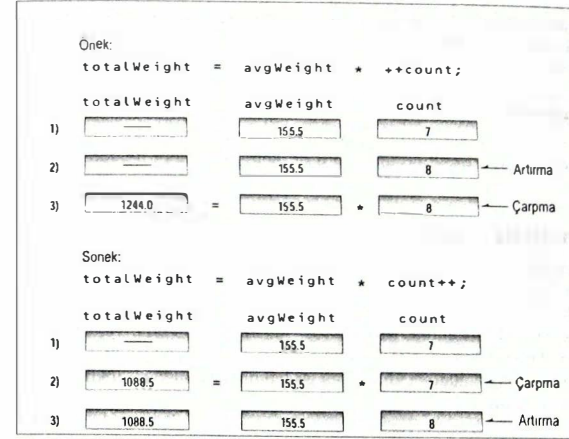 Önek:
totalWeight = avgWeight * ++count;
totalWeight avgWeight count
1) — 155.5 7
2) — 155.5 8 Artırma
3) 1244.0 = 155.5 * 8 Çarpma
Sonek:
totalWeight = avgWeight * count++;
totalWeight avgWeight count
1) — 155.5 7
2) 1088.5 = 155.5 * 7 Çarpma
3) 1088.5 155.5 8 Artırma